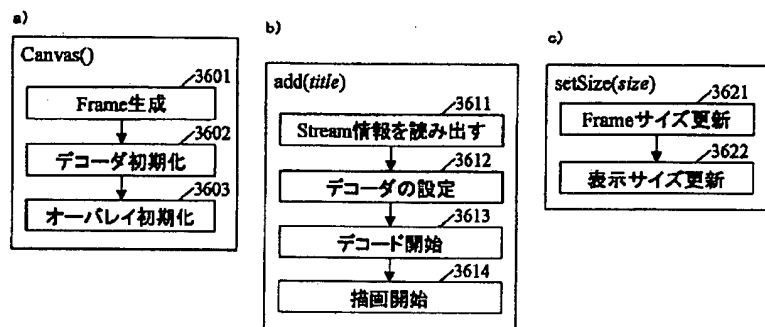 a)
Canvas()
3601
Frame生成
3602
デコーダ初期化
3603
オーバレイ初期化
b)
add(title)
3611
Stream情報を読み出す
3612
デコーダの設定
3613
デコード開始
3614
描画開始
c)
setSize(size)
3621
Frameサイズ更新
3622
表示サイズ更新